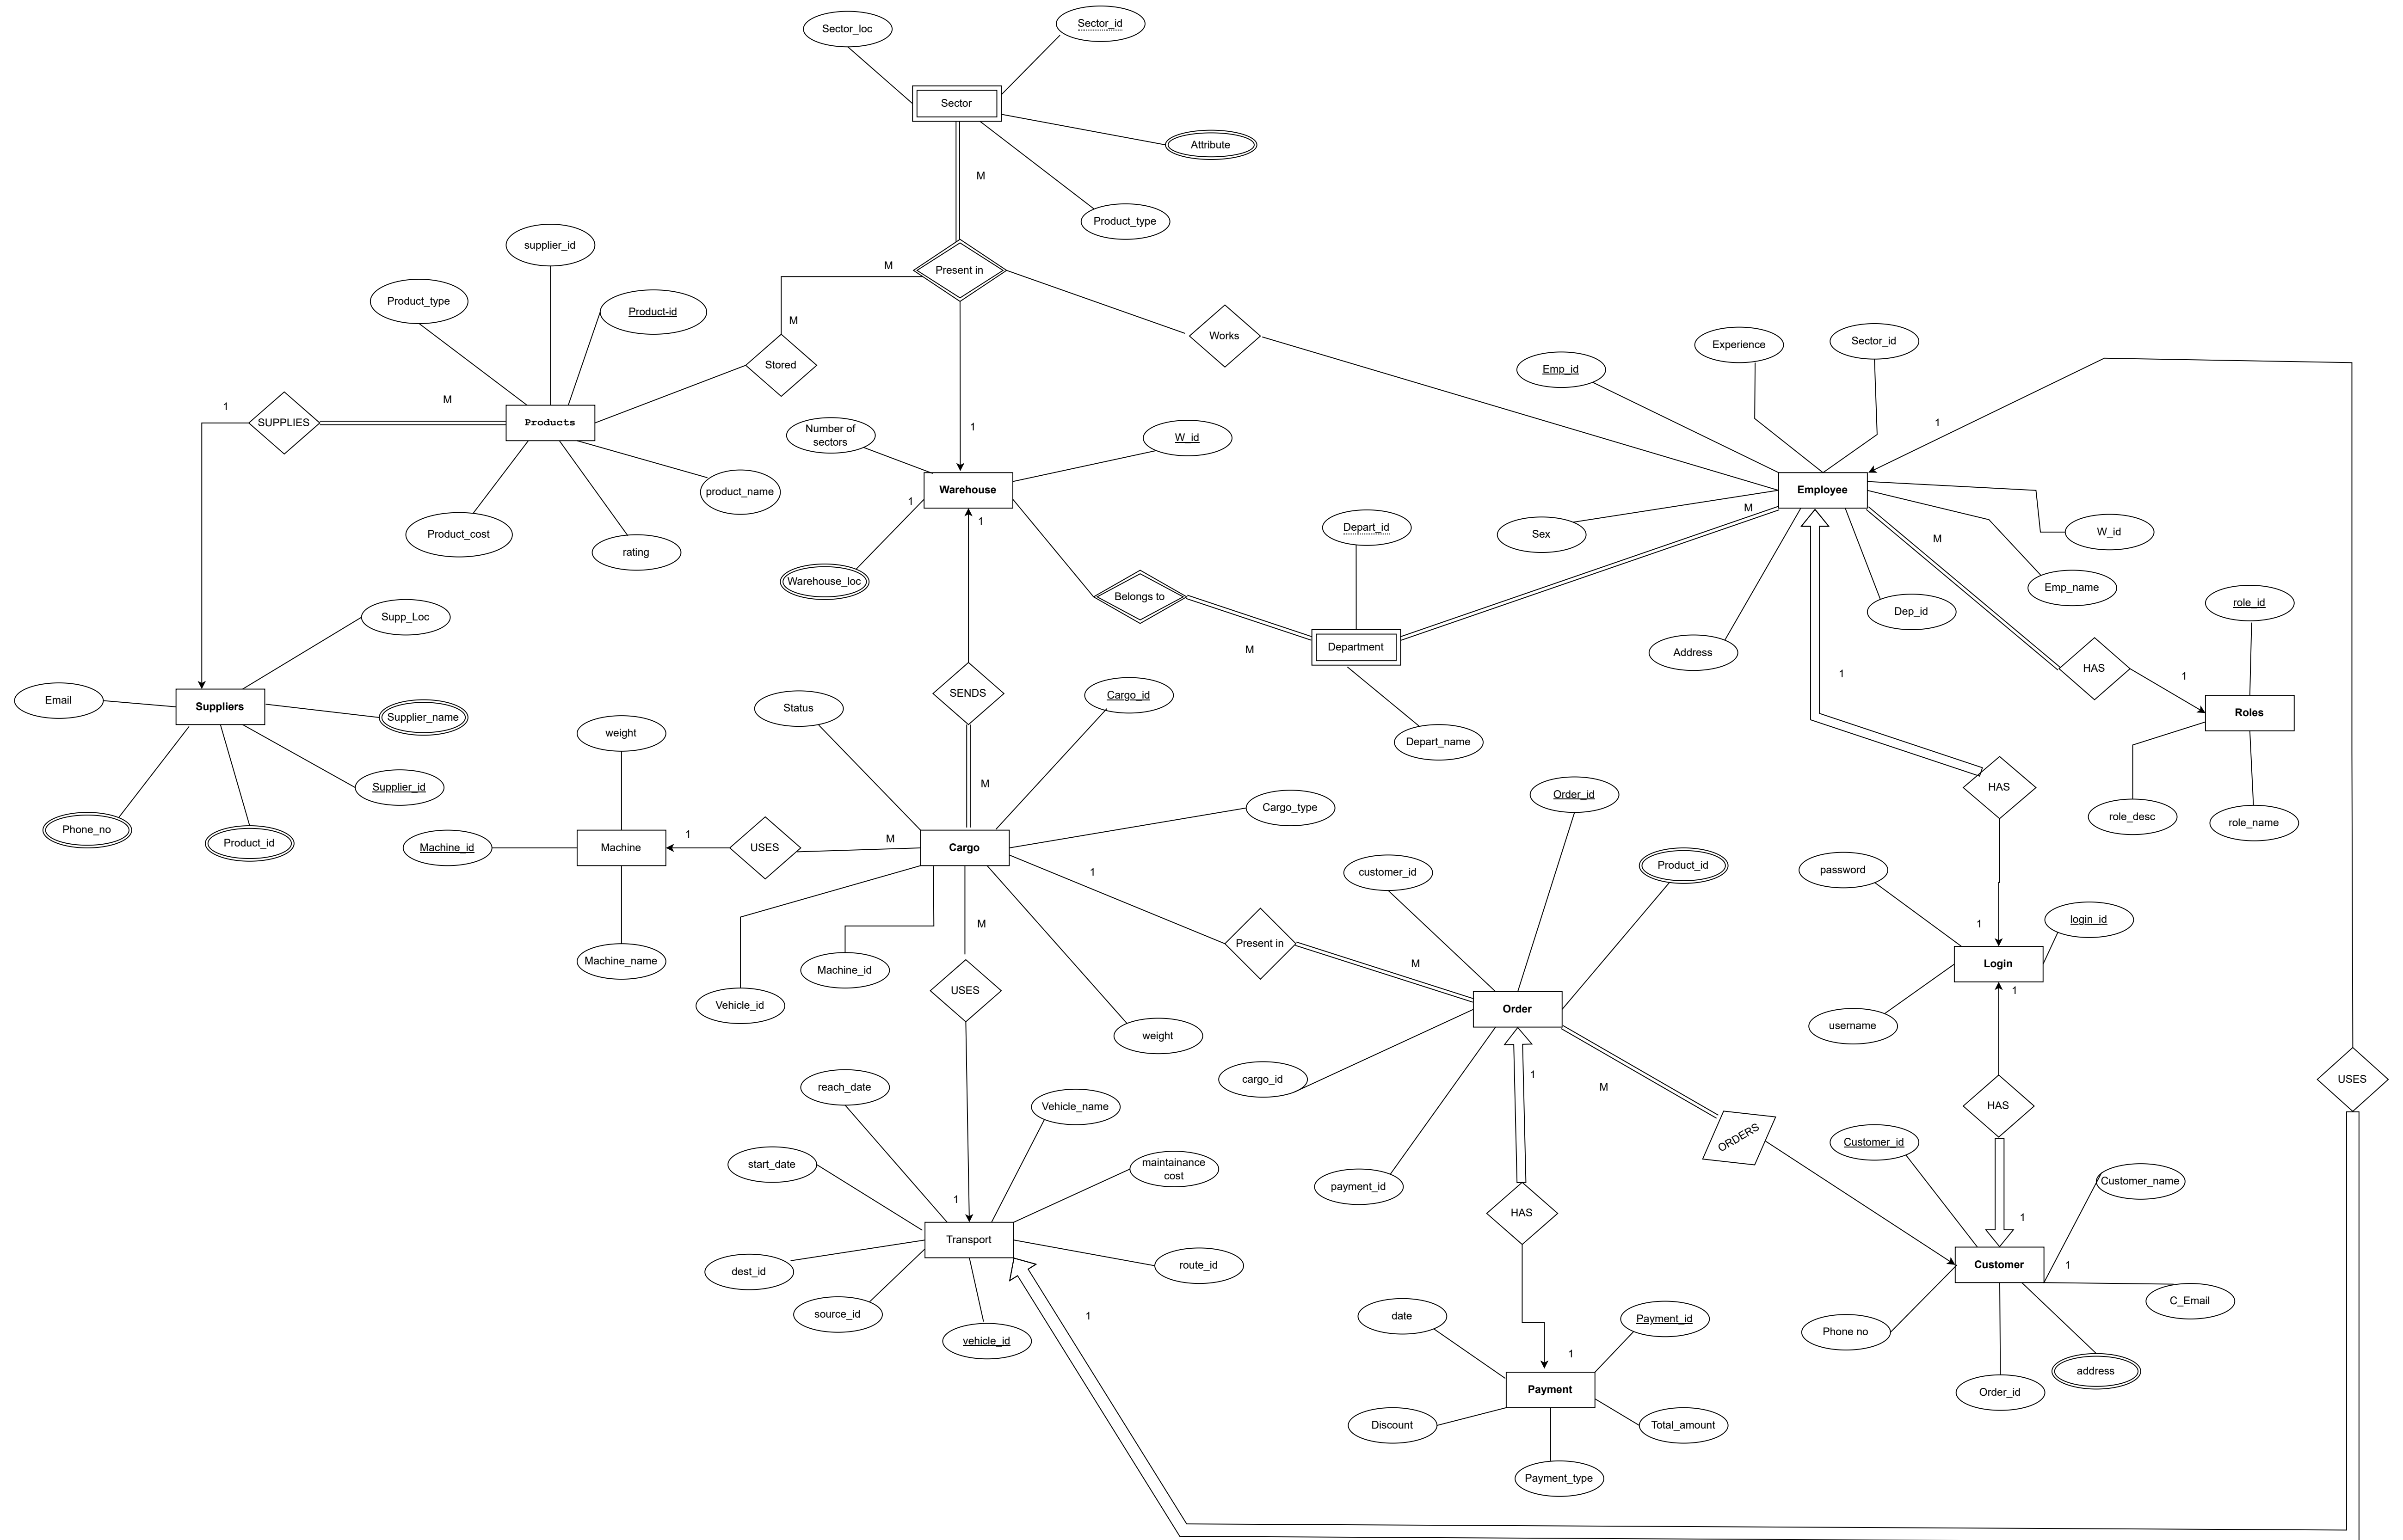 Sector_loc
Sector_id
Sector
Attribute
M
Product_type
supplier_id
M
Present in
Product_type
Product-id
M
Works
Stored
Experience
Sector_id
Emp_id
1
M
SUPPLIES
Products
Number of
sectors
1
W_id
1
product_name
Warehouse
1
1
Employee
M
Product_cost
rating
Depart_id
Sex
W_id
M
Warehouse_loc
Belongs to
Emp_name
Dep_id
role_id
Supp_Loc
M
Department
Address
HAS
1
1
Email
Suppliers
Supplier_name
SENDS
Cargo_id
Status
Depart_name
Roles
weight
Supplier_id
M
HAS
Order_id
Cargo_type
role_desc
role_name
Phone_no
Product_id
1
M
Machine_id
Machine
USES
Cargo
1
customer_id
Product_id
password
login_id
M
1
Present in
M
Machine_name
Machine_id
Vehicle_id
USES
Login
1
weight
Order
username
cargo_id
1
M
USES
reach_date
Vehicle_name
HAS
ORDERS
Customer_id
start_date
maintainance
cost
payment_id
Customer_name
1
HAS
1
Transport
Customer
1
dest_id
route_id
C_Email
source_id
1
date
Payment_id
Phone no
vehicle_id
1
address
Payment
Order_id
Discount
Total_amount
Payment_type